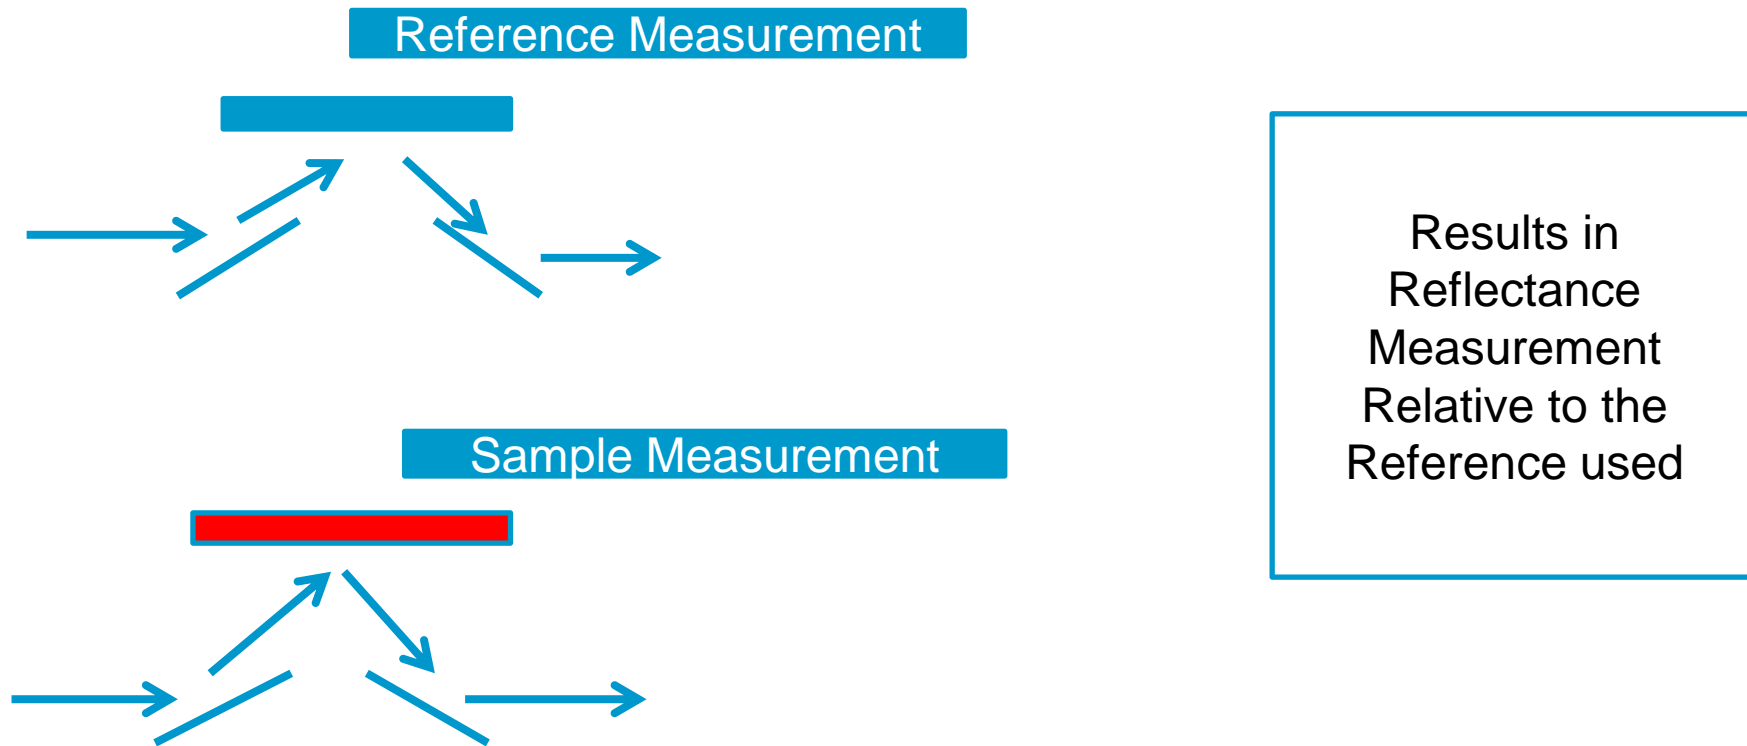 Reference Measurement
Sample Measurement
Results in
Reflectance
Measurement
Relative to the
Reference used